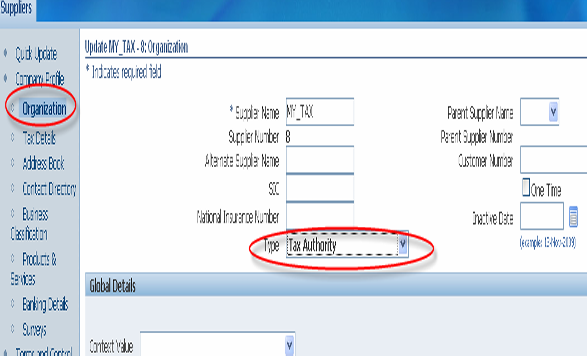 Suppliers
Quick Update
Company Profile
Organization
Tax Details
Address Book
Contact Directory
Business
Classification
Products &
Services
Banking Details
Surveys
Terms and Control
Update MY_TAX - 8: Organization
* Indicates required field
* Supplier Name MY_TAX
Supplier Number 8
Alternate Supplier Name
SIC
National Insurance Number
Type Tax Authority
Parent Supplier Name
Parent Supplier Number
Customer Number
One Time
Inactive Date
(example: 13-Nov-2009)
Global Details
Context Value